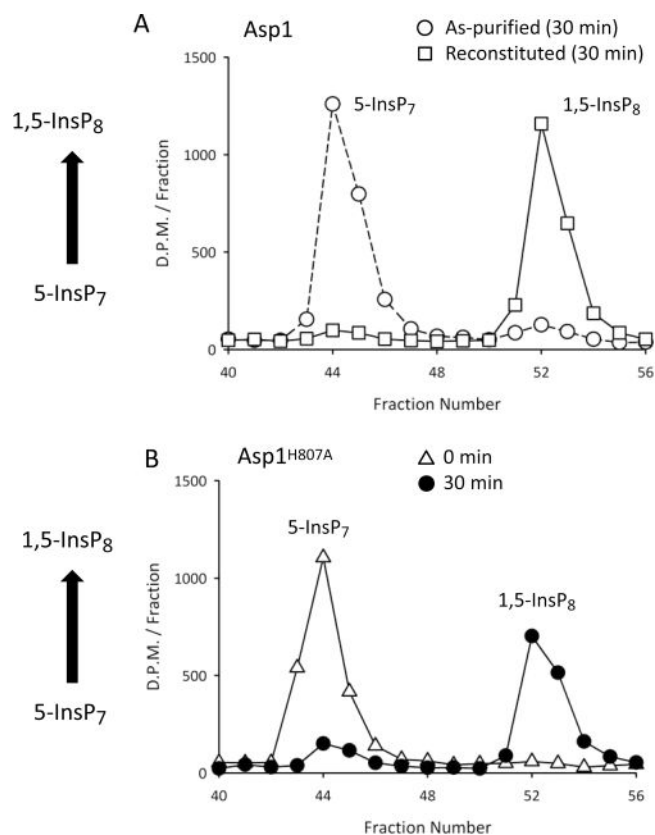 A Asp1
As-purified (30 min)
Reconstituted (30 min)
1500
1000
500
0
D.P.M. / Fraction
5-InsP7
1,5-InsP8
40 44 48 52 56
Fraction Number
1,5-InsP8
5-InsP7
B Asp1H807A
0 min
30 min
1500
1000
500
0
D.P.M. / Fraction
5-InsP7
1,5-InsP8
40 44 48 52 56
Fraction Number
1,5-InsP8
5-InsP7